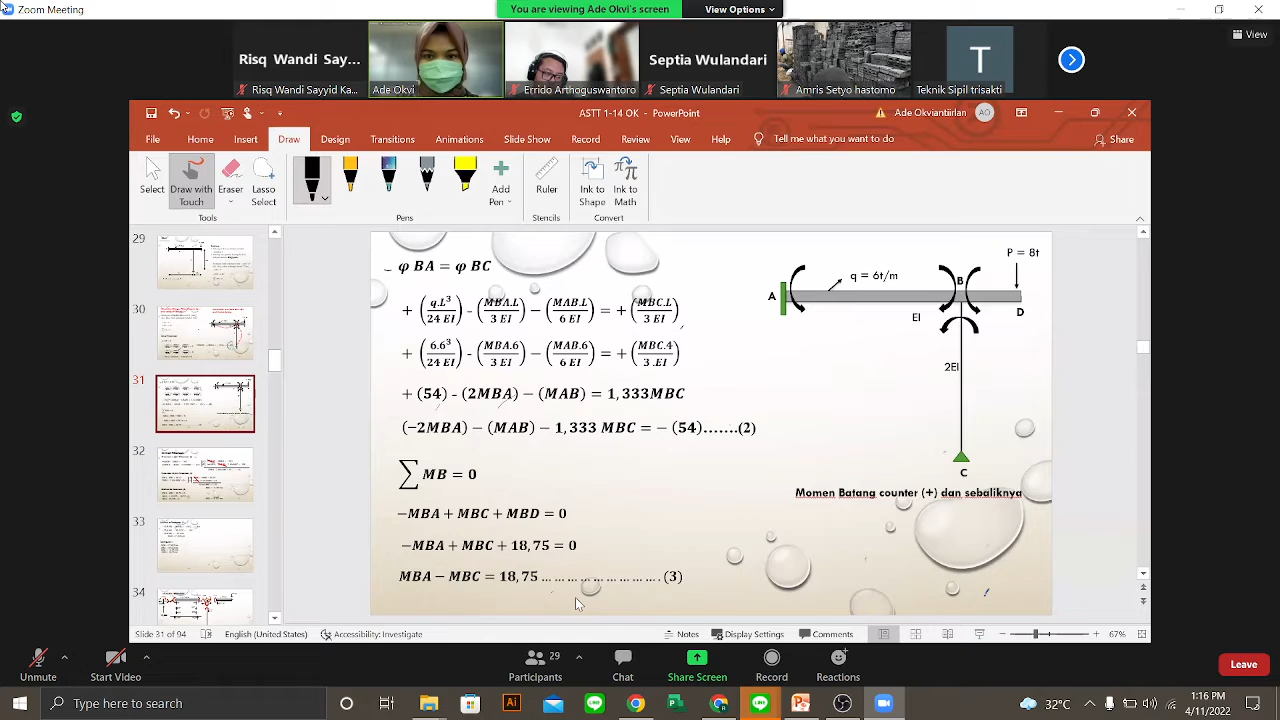 Zoom Meeting
You are viewing Ade Okvi's screen
View Options
View
Risq Wandi Say...
Septia Wulandari
T
Risq Wandi Sayyid Ka...
Ade Okvi
Errido Arthoguswantoro
Septia Wulandari
Amris Setyo hastomo
Teknik Sipil trisakti
ASTT 1-14 OK - PowerPoint
Ade Okviantiirlan
AO
File
Home
Insert
Draw
Design
Transitions
Animations
Slide Show
Record
Review
View
Help
Tell me what you want to do
Share
Select
Draw with Touch
Eraser
Lasso Select
Add Pen
Ruler
Ink to Shape
Ink to Math
Tools
Pens
Stencils
Convert
29
30
31
32
33
34
φ BA = φ BC
+ (q.L³/24 EI) - (MBA.L/3 EI) − (MAB.L/6 EI) = + (MBC.L/3 EI)
+ (6.6³/24 EI) - (MBA.6/3 EI) − (MAB.6/6 EI) = + (MBC.4/3 .EI)
+ (54) - (2MBA) − (MAB) = 1,333MBC
(−2MBA) − (MAB) − 1,333 MBC = − (54).......(2)
∑ MB = 0
−MBA + MBC + MBD = 0
−MBA + MBC + 18,75 = 0
MBA − MBC = 18,75 ... ... ... ... ... ... ... ... . (3)
P = 8t
q = 6t/m
A
B
D
EI
2EI
C
Momen Batang counter (+) dan sebaliknya
Slide 31 of 94
English (United States)
Accessibility: Investigate
Notes
Display Settings
Comments
67%
Unmute
Start Video
Participants
29
Chat
Share Screen
Record
Reactions
Leave
Type here to search
32°C
1:16 PM
4/11/2022